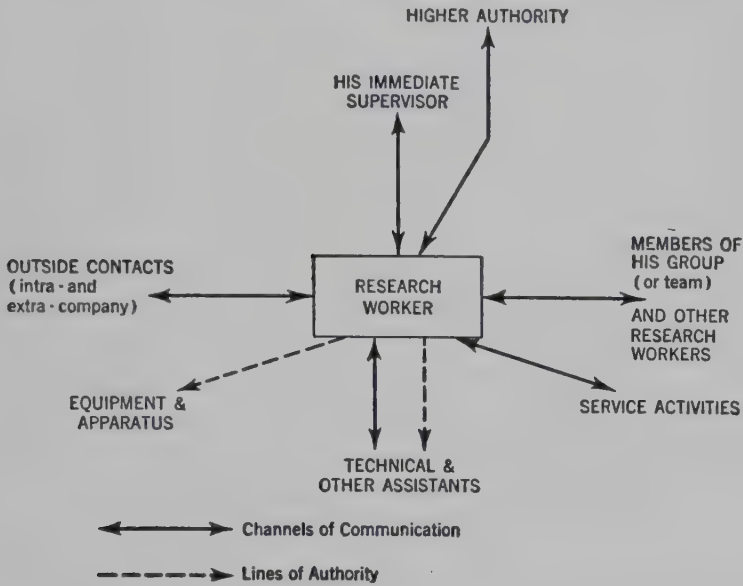 HIGHER AUTHORITY
HIS IMMEDIATE
SUPERVISOR
OUTSIDE CONTACTS
(intra - and
extra - company)
RESEARCH
WORKER
MEMBERS OF
HIS GROUP
(or team)
AND OTHER
RESEARCH
WORKERS
EQUIPMENT &
APPARATUS
SERVICE ACTIVITIES
TECHNICAL &
OTHER ASSISTANTS
Channels of Communication
Lines of Authority